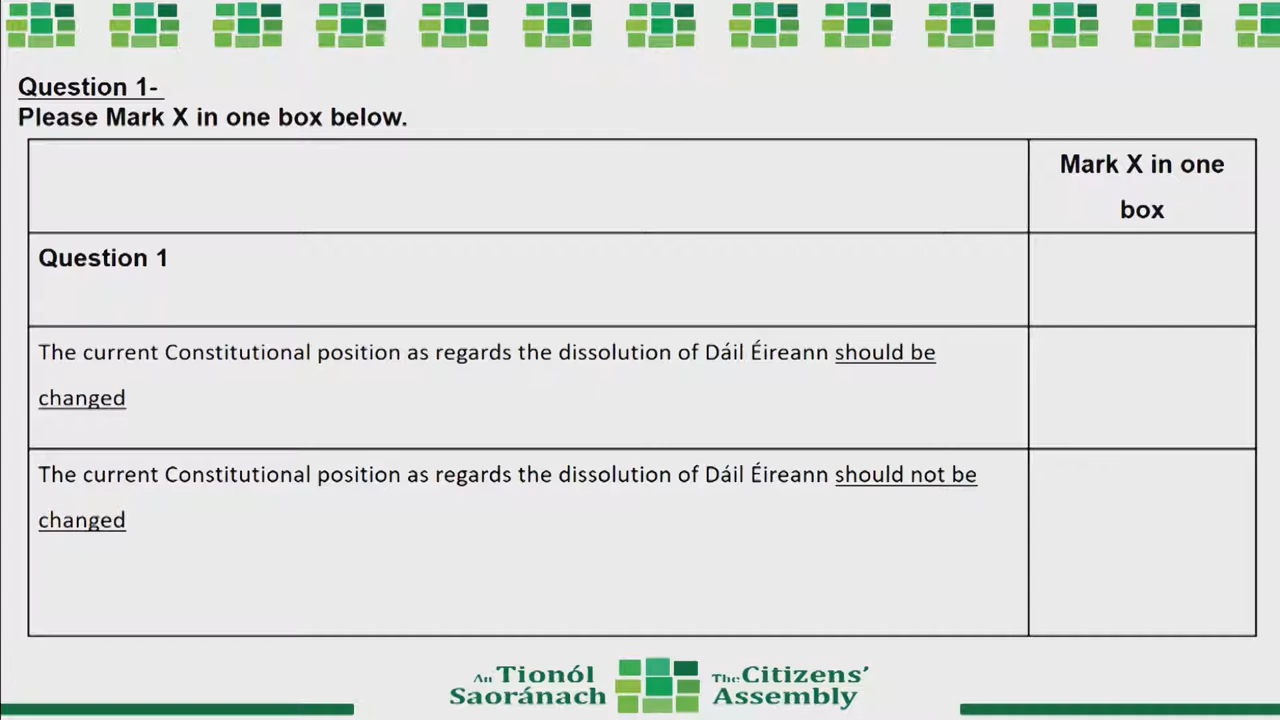 Question 1-
Please Mark X in one box below.
Mark X in one
box
Question 1
The current Constitutional position as regards the dissolution of Dáil Éireann should be
changed
The current Constitutional position as regards the dissolution of Dáil Éireann should not be
changed
An Tionól
Saoránach
The Citizens'
Assembly